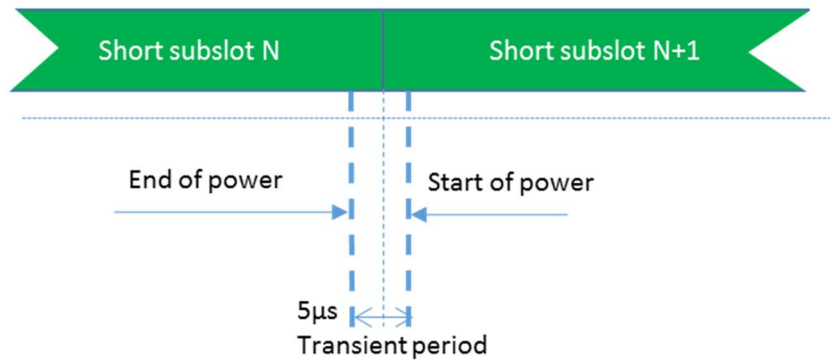 Short subslot N
Short subslot N+1
End of power
Start of power
5µs
Transient period